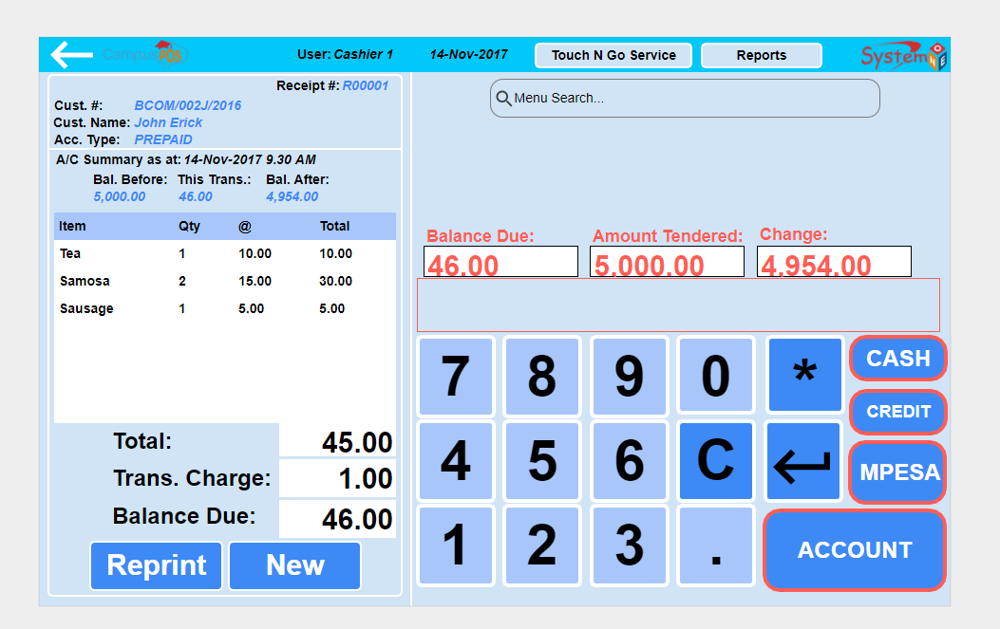 CampusPOS User: Cashier 1 14-Nov-2017 Touch N Go Service Reports Systems
Receipt #: R00001
Cust. #: BCOM/002J/2016
Cust. Name: John Erick
Acc. Type: PREPAID
A/C Summary as at: 14-Nov-2017 9.30 AM
Bal. Before: This Trans.: Bal. After:
5,000.00 46.00 4,954.00
Item Qty @ Total
Tea 1 10.00 10.00
Samosa 2 15.00 30.00
Sausage 1 5.00 5.00
Total: 45.00
Trans. Charge: 1.00
Balance Due: 46.00
Reprint New
Menu Search...
Balance Due: Amount Tendered: Change:
46.00 5,000.00 4,954.00
7 8 9 0 * CASH
CREDIT
4 5 6 C MPESA
1 2 3 . ACCOUNT